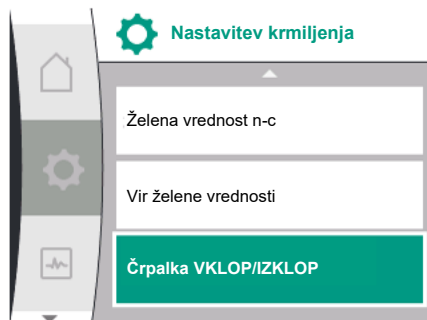 Nastavitev krmiljenja
Želena vrednost n-c
Vir želene vrednosti
Črpalka VKLOP/IZKLOP